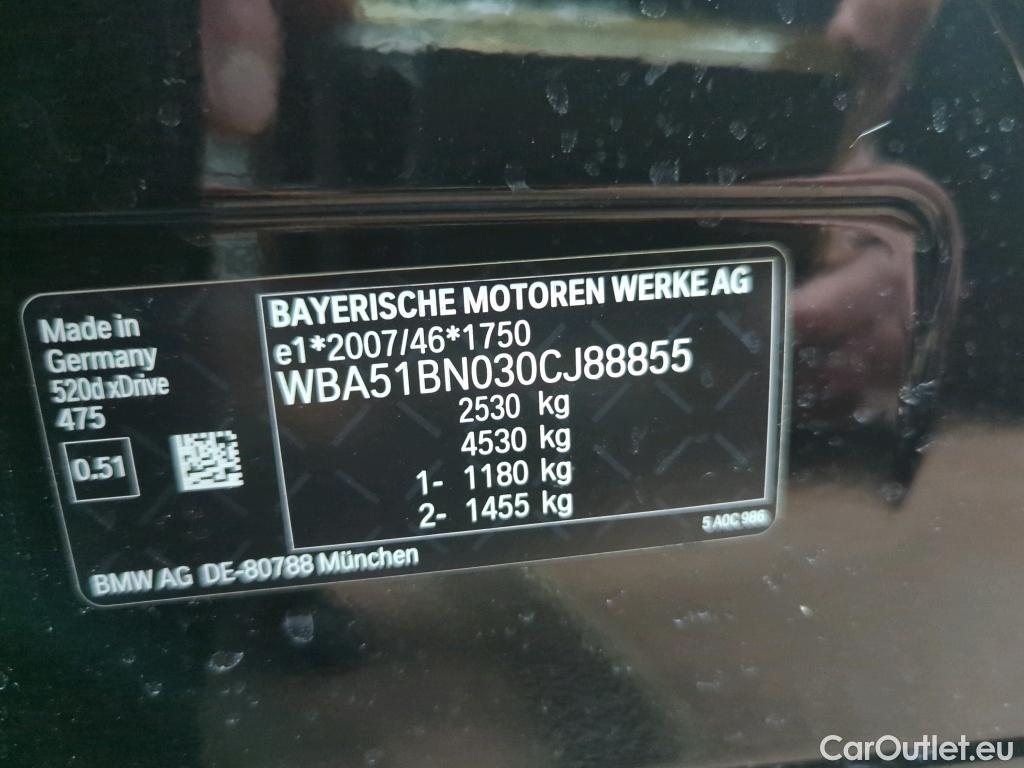 Made in
Germany
520d xDrive
475
0.51
BAYERISCHE MOTOREN WERKE AG
e1*2007/46*1750
WBA51BN030CJ88855
2530 kg
4530 kg
1- 1180 kg
2- 1455 kg
5 A0C 986
BMW AG DE-80788 München
CarOutlet.eu